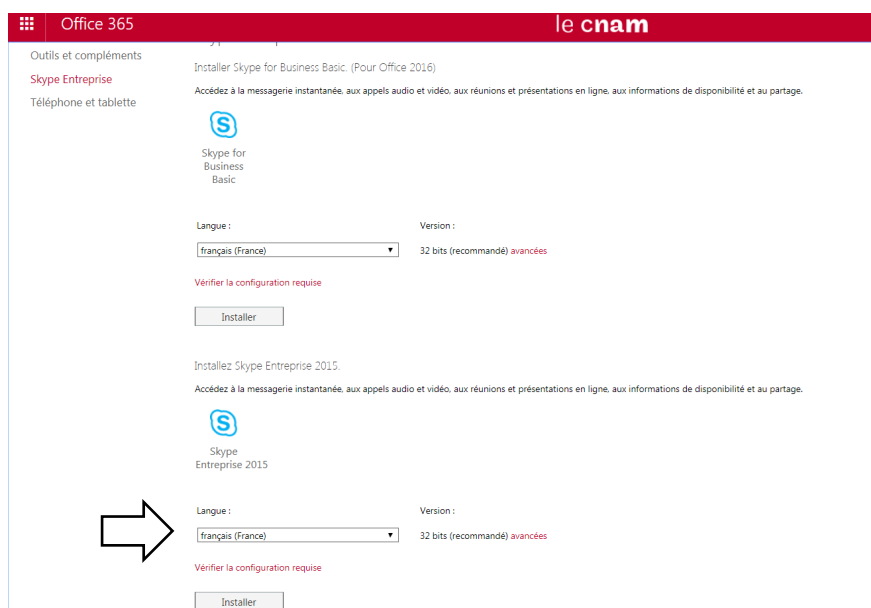 Office 365
le cnam
Outils et compléments
Skype Entreprise
Téléphone et tablette
Installer Skype for Business Basic. (Pour Office 2016)
Accédez à la messagerie instantanée, aux appels audio et vidéo, aux réunions et présentations en ligne, aux informations de disponibilité et au partage.
Skype for
Business
Basic
Langue :
Version :
français (France)
32 bits (recommandé) avancées
Vérifier la configuration requise
Installer
Installez Skype Entreprise 2015.
Accédez à la messagerie instantanée, aux appels audio et vidéo, aux réunions et présentations en ligne, aux informations de disponibilité et au partage.
Skype
Entreprise 2015
Langue :
Version :
français (France)
32 bits (recommandé) avancées
Vérifier la configuration requise
Installer